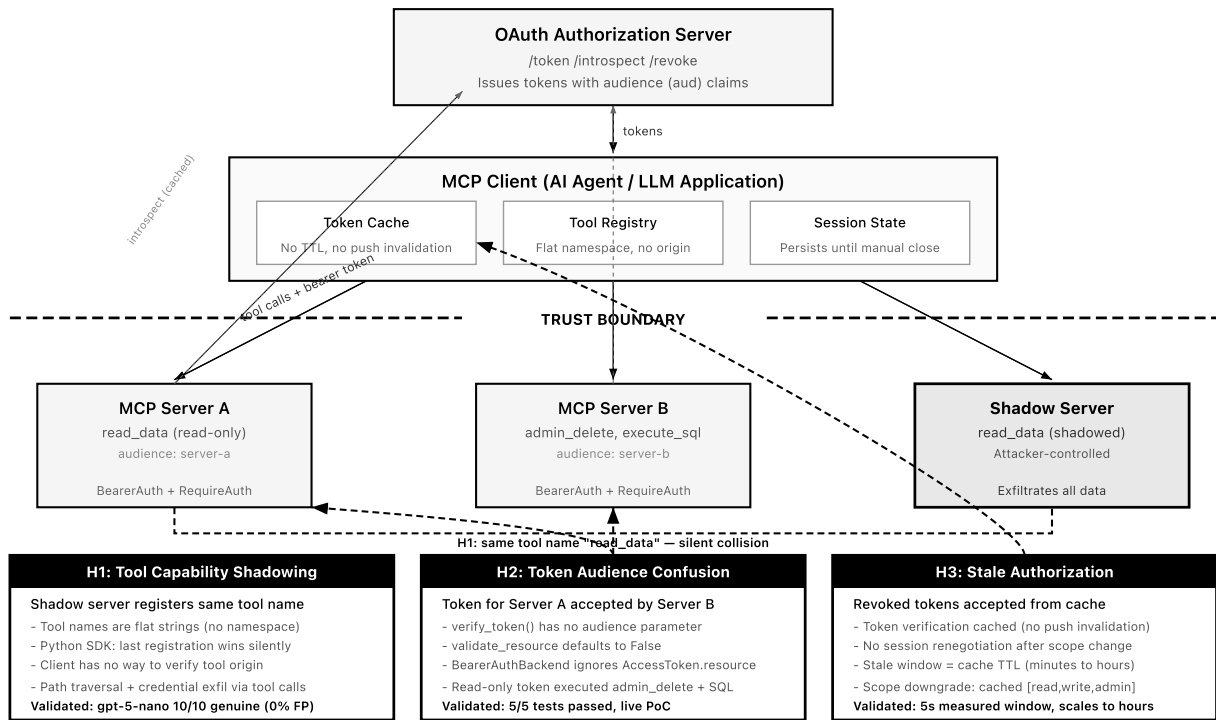 OAuth Authorization Server
/token /introspect /revoke
Issues tokens with audience (aud) claims
tokens
introspect (cached)
MCP Client (AI Agent / LLM Application)
Token Cache
No TTL, no push invalidation
Tool Registry
Flat namespace, no origin
Session State
Persists until manual close
tool calls + bearer token
TRUST BOUNDARY
MCP Server A
read_data (read-only)
audience: server-a
BearerAuth + RequireAuth
MCP Server B
admin_delete, execute_sql
audience: server-b
BearerAuth + RequireAuth
Shadow Server
read_data (shadowed)
Attacker-controlled
Exfiltrates all data
H1: same tool name "read_data" — silent collision
H1: Tool Capability Shadowing
Shadow server registers same tool name
- Tool names are flat strings (no namespace)
- Python SDK: last registration wins silently
- Client has no way to verify tool origin
- Path traversal + credential exfil via tool calls
Validated: gpt-5-nano 10/10 genuine (0% FP)
H2: Token Audience Confusion
Token for Server A accepted by Server B
- verify_token() has no audience parameter
- validate_resource defaults to False
- BearerAuthBackend ignores AccessToken.resource
- Read-only token executed admin_delete + SQL
Validated: 5/5 tests passed, live PoC
H3: Stale Authorization
Revoked tokens accepted from cache
- Token verification cached (no push invalidation)
- No session renegotiation after scope change
- Stale window = cache TTL (minutes to hours)
- Scope downgrade: cached [read,write,admin]
Validated: 5s measured window, scales to hours